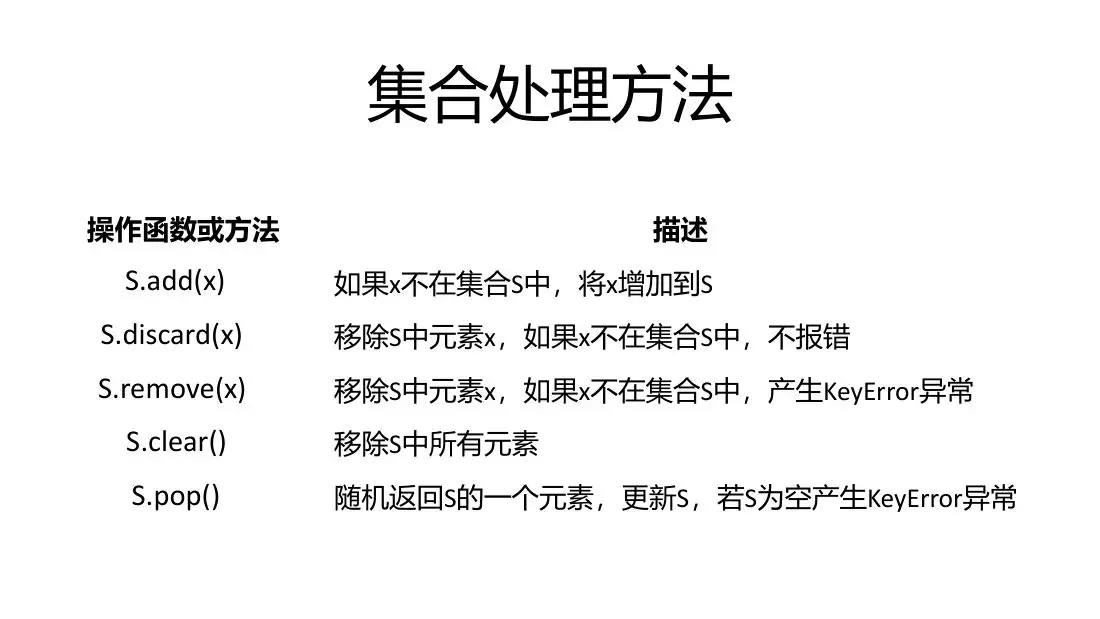 集合处理方法
操作函数或方法 描述
S.add(x) 如果x不在集合S中，将x增加到S
S.discard(x) 移除S中元素x，如果x不在集合S中，不报错
S.remove(x) 移除S中元素x，如果x不在集合S中，产生KeyError异常
S.clear() 移除S中所有元素
S.pop() 随机返回S的一个元素，更新S，若S为空产生KeyError异常